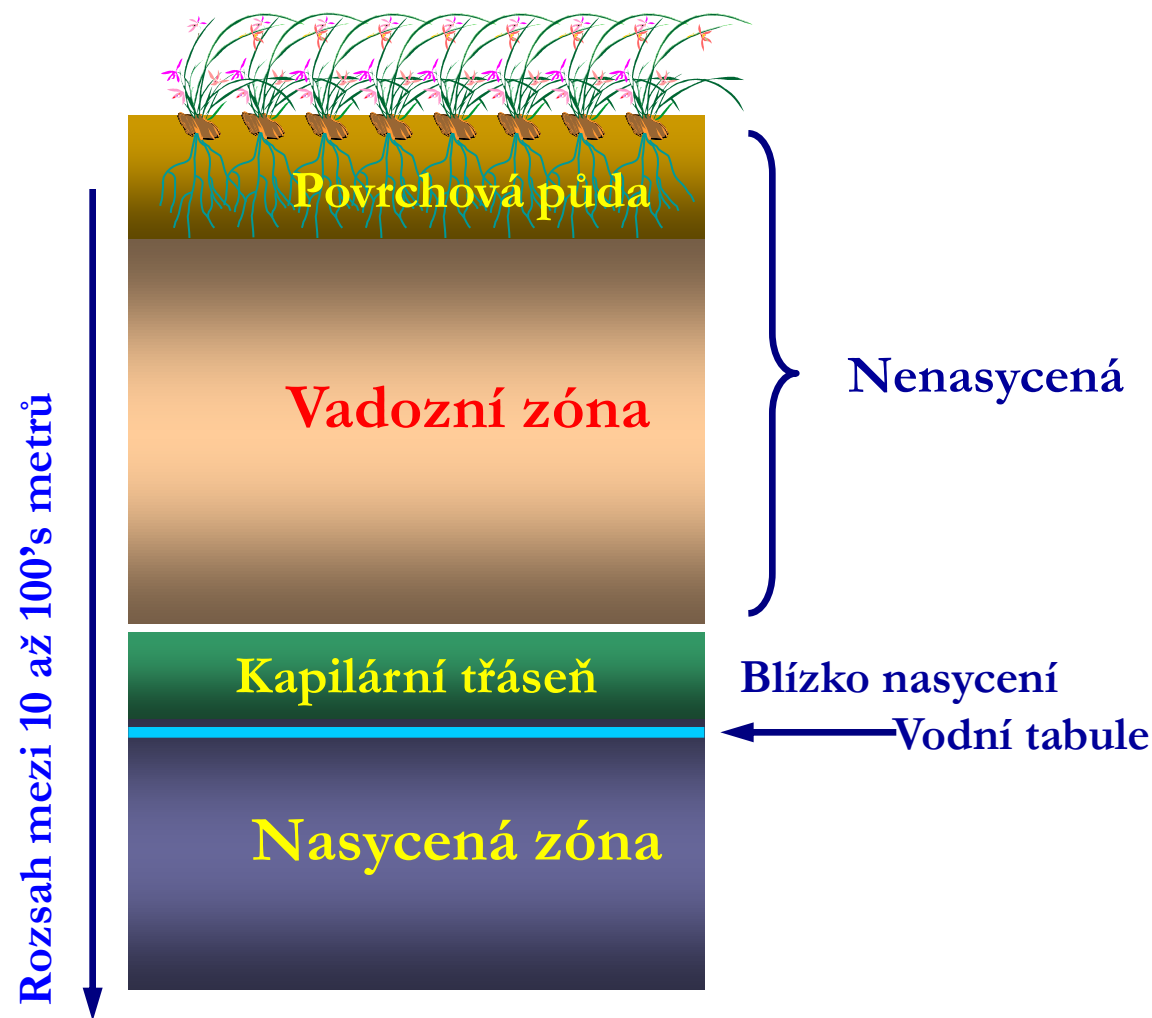 Povrchová půda
Vadozní zóna
Nenasycená
Kapilární třáseň
Blízko nasycení
Vodní tabule
Nasycená zóna
Rozsah mezi 10 až 100's metrů